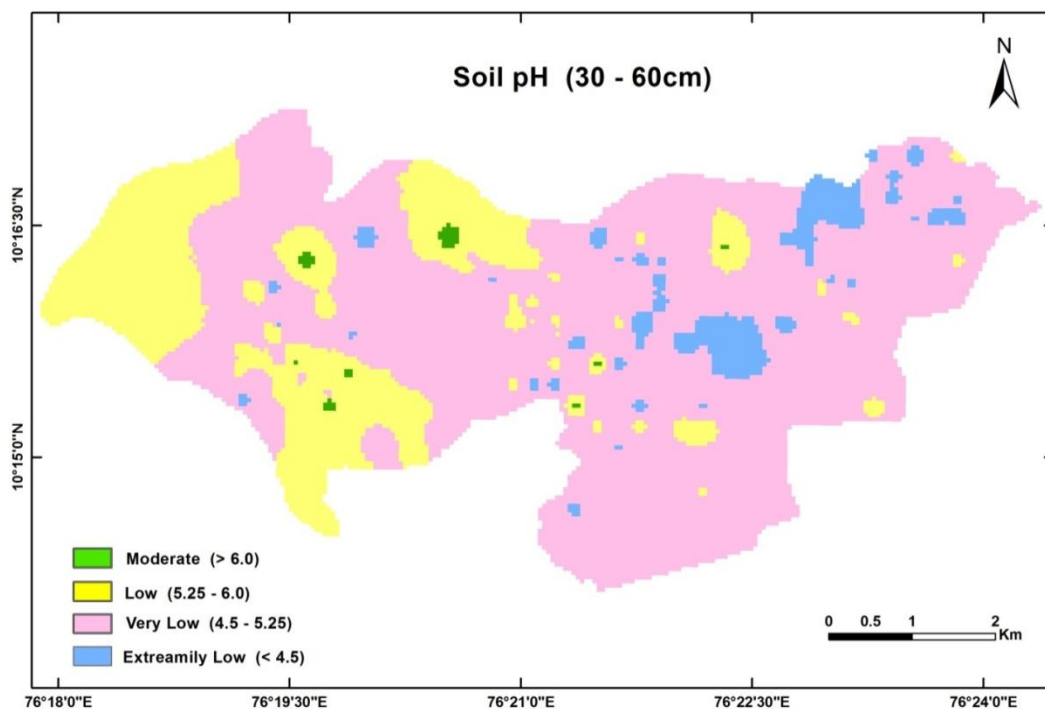 Soil pH (30 - 60cm)
N
10°16'30"N
10°15'0"N
Moderate (> 6.0)
Low (5.25 - 6.0)
Very Low (4.5 - 5.25)
Extreamily Low (< 4.5)
0 0.5 1 2
Km
76°18'0"E 76°19'30"E 76°21'0"E 76°22'30"E 76°24'0"E